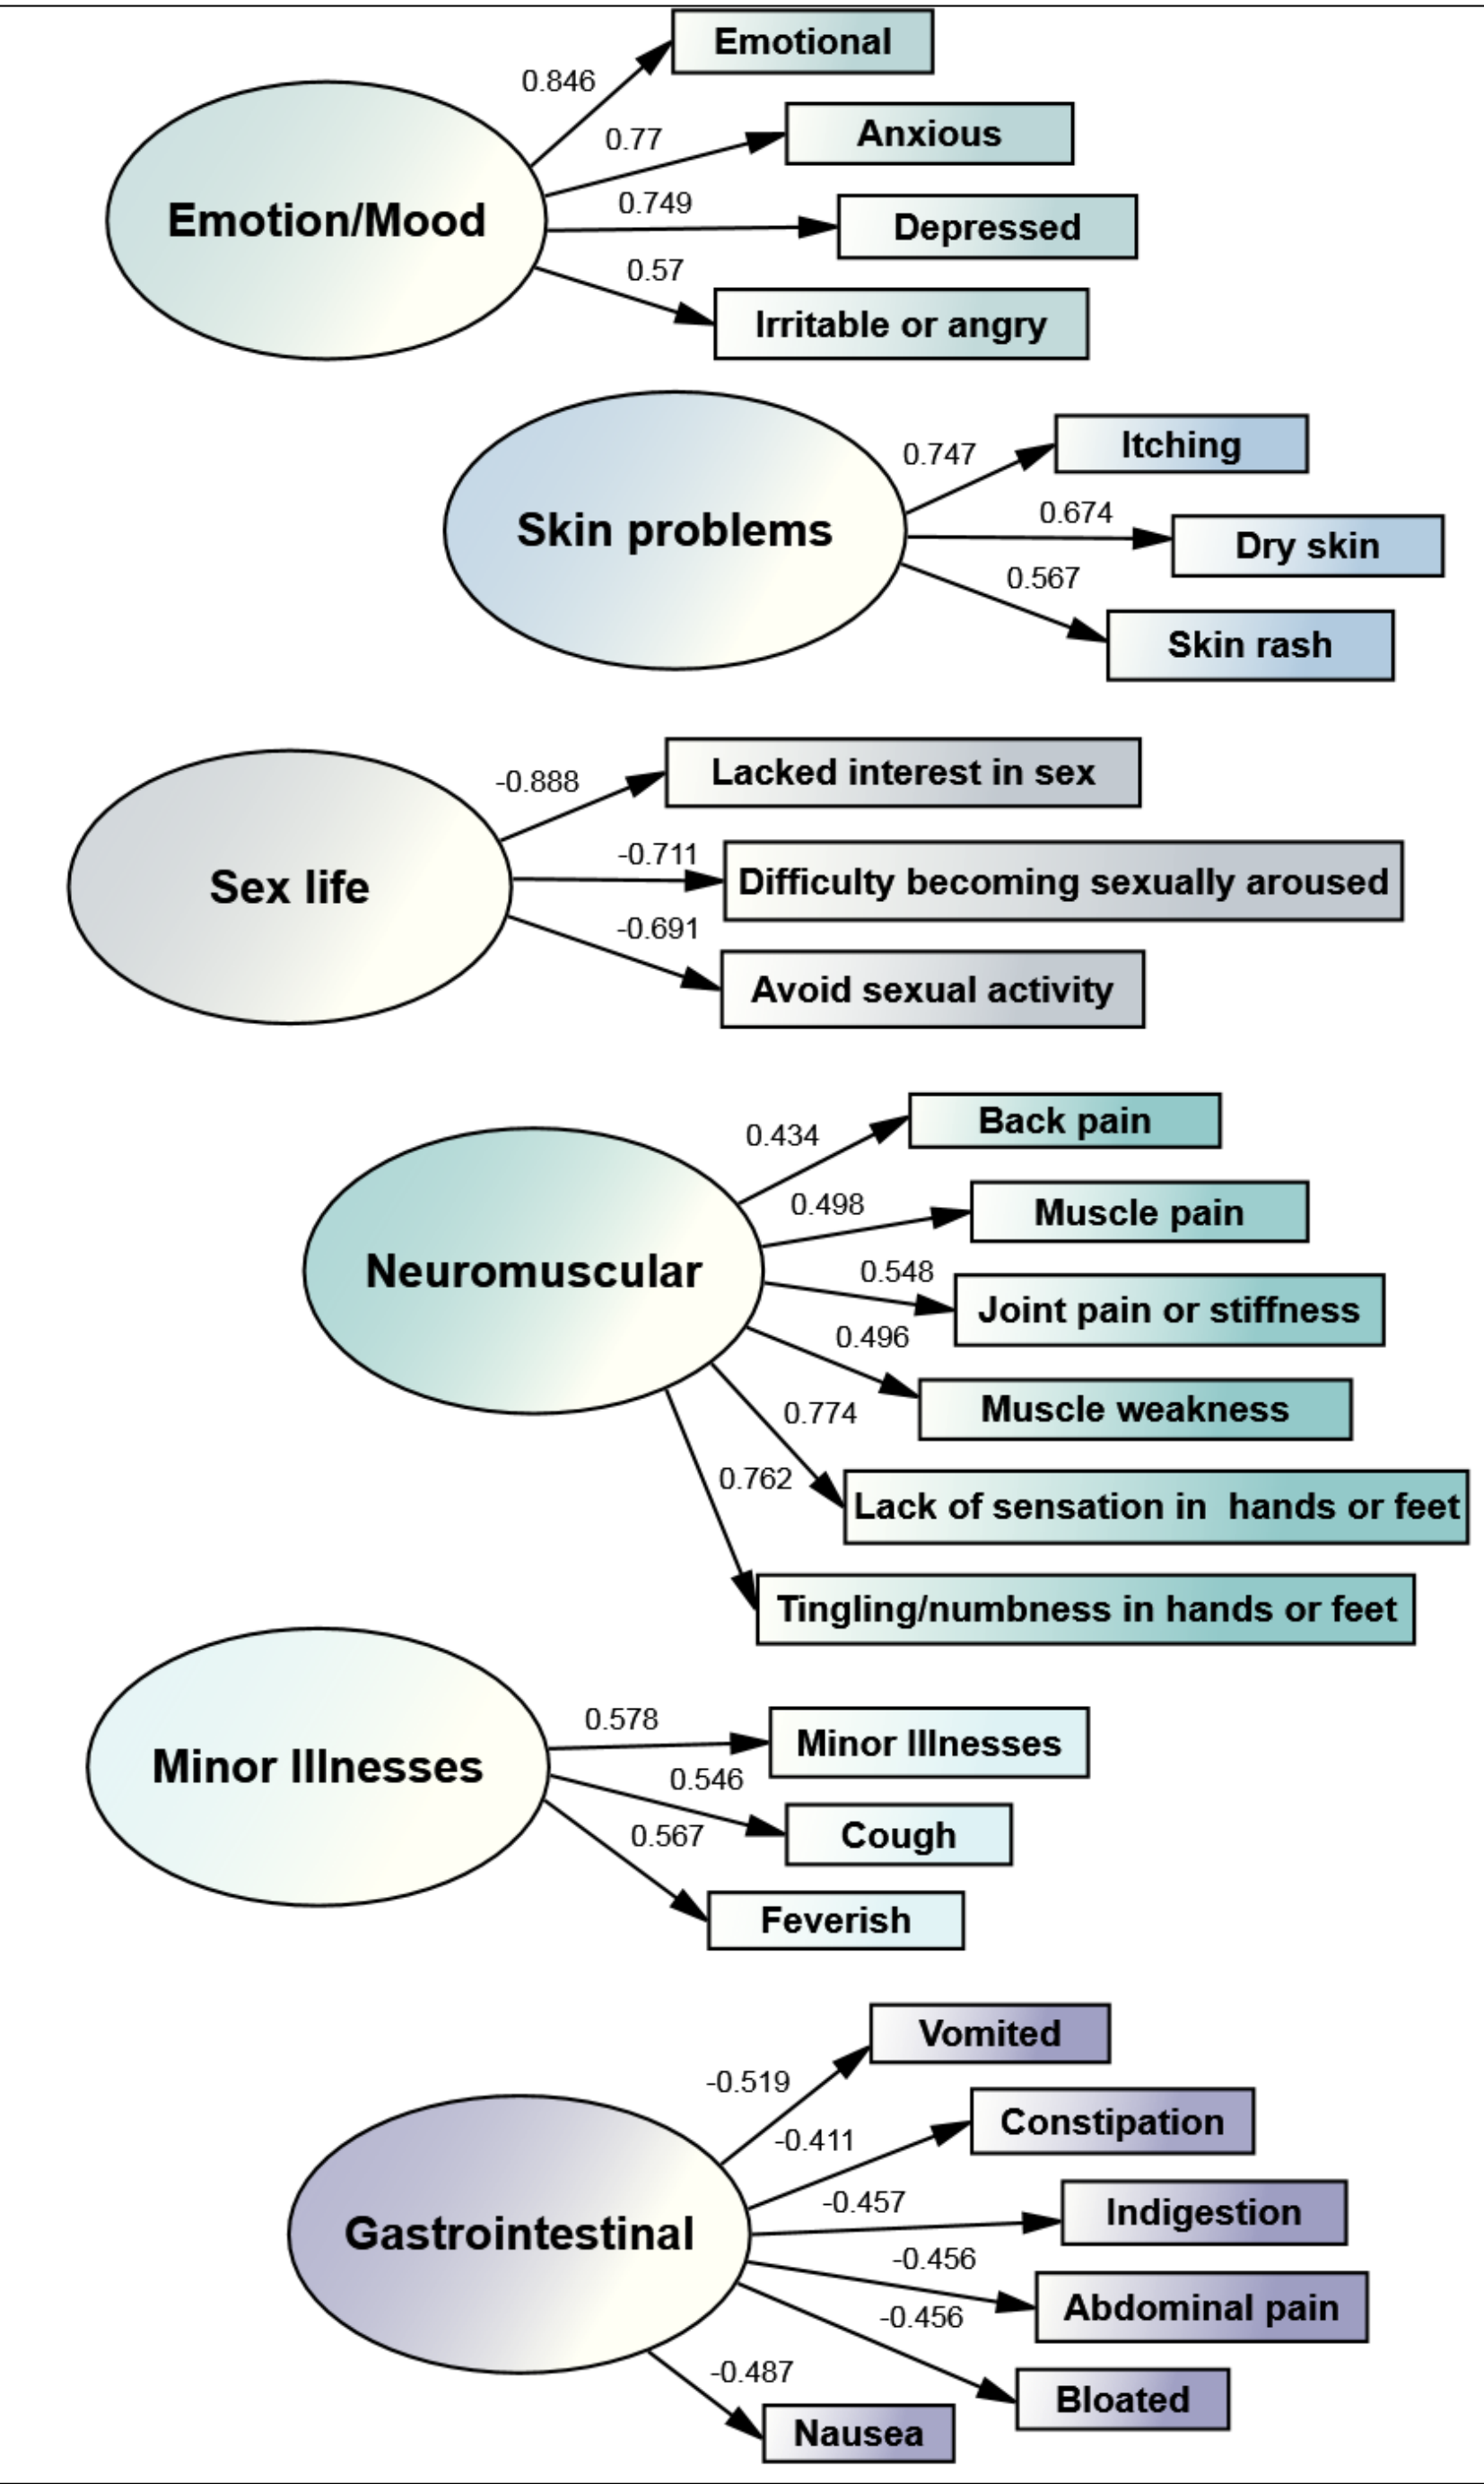 Emotion/Mood
0.846
Emotional
0.77
Anxious
0.749
Depressed
0.57
Irritable or angry
Skin problems
0.747
Itching
0.674
Dry skin
0.567
Skin rash
Sex life
-0.888
Lacked interest in sex
-0.711
Difficulty becoming sexually aroused
-0.691
Avoid sexual activity
Neuromuscular
0.434
Back pain
0.498
Muscle pain
0.548
Joint pain or stiffness
0.496
Muscle weakness
0.774
Lack of sensation in  hands or feet
0.762
Tingling/numbness in hands or feet
Minor Illnesses
0.578
Minor Illnesses
0.546
Cough
0.567
Feverish
Gastrointestinal
-0.519
Vomited
-0.411
Constipation
-0.457
Indigestion
-0.456
Abdominal pain
-0.456
Bloated
-0.487
Nausea